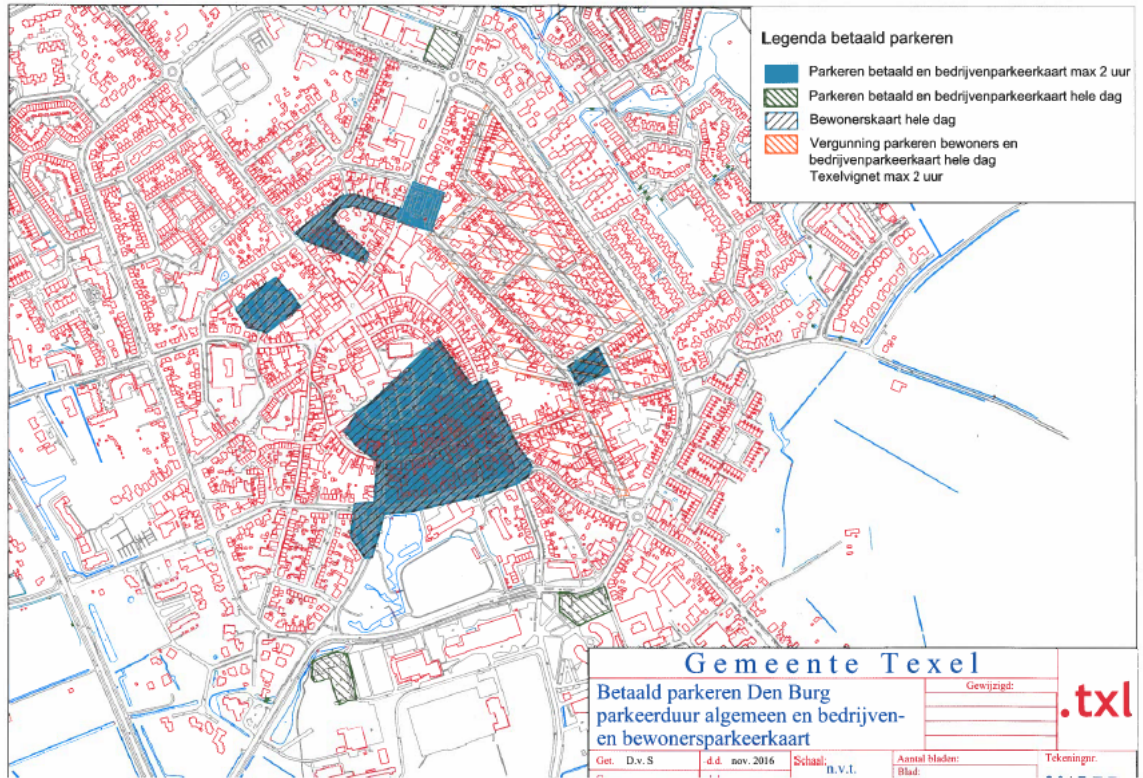 Legenda betaald parkeren
Parkeren betaald en bedrijvenparkeerkaart max 2 uur
Parkeren betaald en bedrijvenparkeerkaart hele dag
Bewonerskaart hele dag
Vergunning parkeren bewoners en
bedrijvenparkeerkaart hele dag
Texelvignet max 2 uur
Gemeente Texel
Betaald parkeren Den Burg
parkeerduur algemeen en bedrijven-
en bewonersparkeerkaart
Gewijzigd:
.txl
Get. D.v.S d.d. nov. 2016 Schaal: n.v.t. Aantal bladen: Tekeningnr.
Blad: